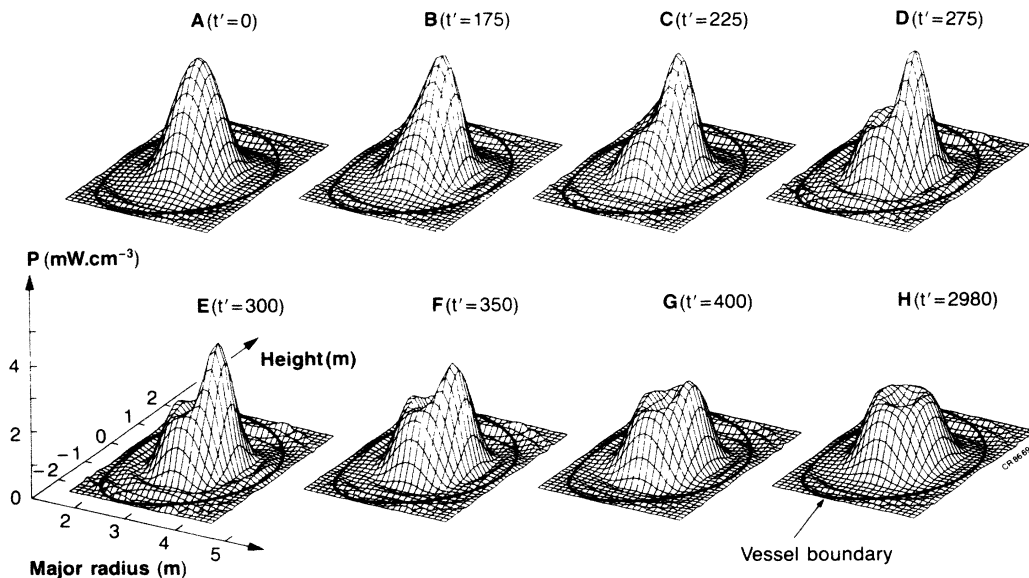 A (t′=0)
B (t′=175)
C (t′=225)
D (t′=275)
P (mW.cm⁻³)
E (t′=300)
F (t′=350)
G (t′=400)
H (t′=2980)
Height (m)
4
2
0
2
1
0
−1
−2
2
3
4
5
Major radius (m)
Vessel boundary